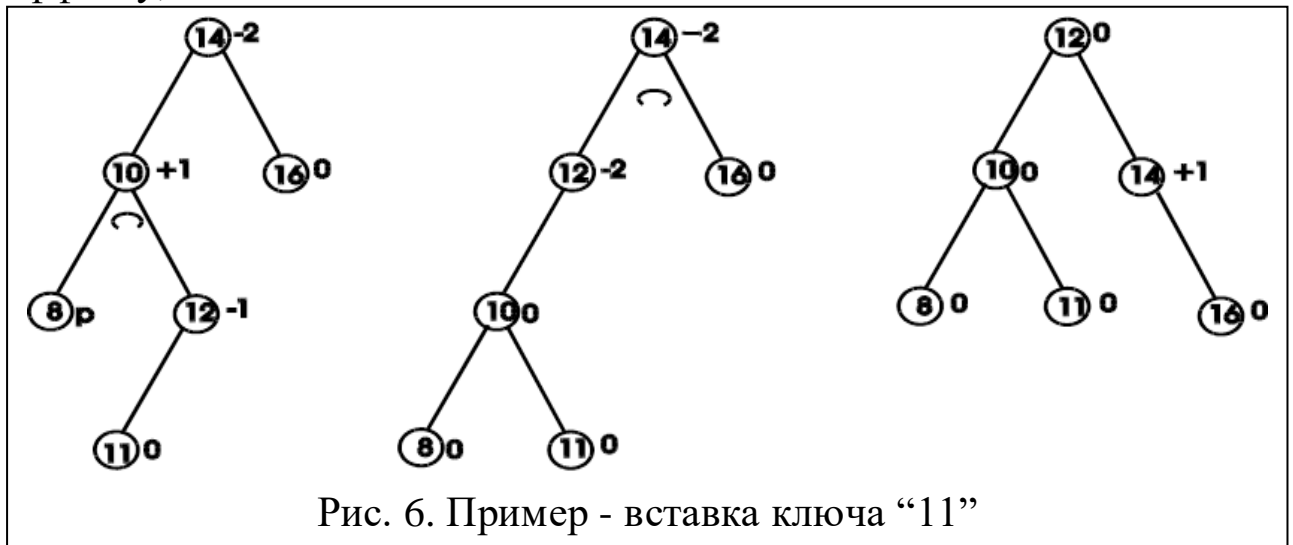 14 -2 14 −2 12 0
10 +1 16 0 12 -2 16 0 10 0 14 +1
8 p 12 -1 10 0 8 0 11 0 16 0
11 0 8 0 11 0
Рис. 6. Пример - вставка ключа “11”